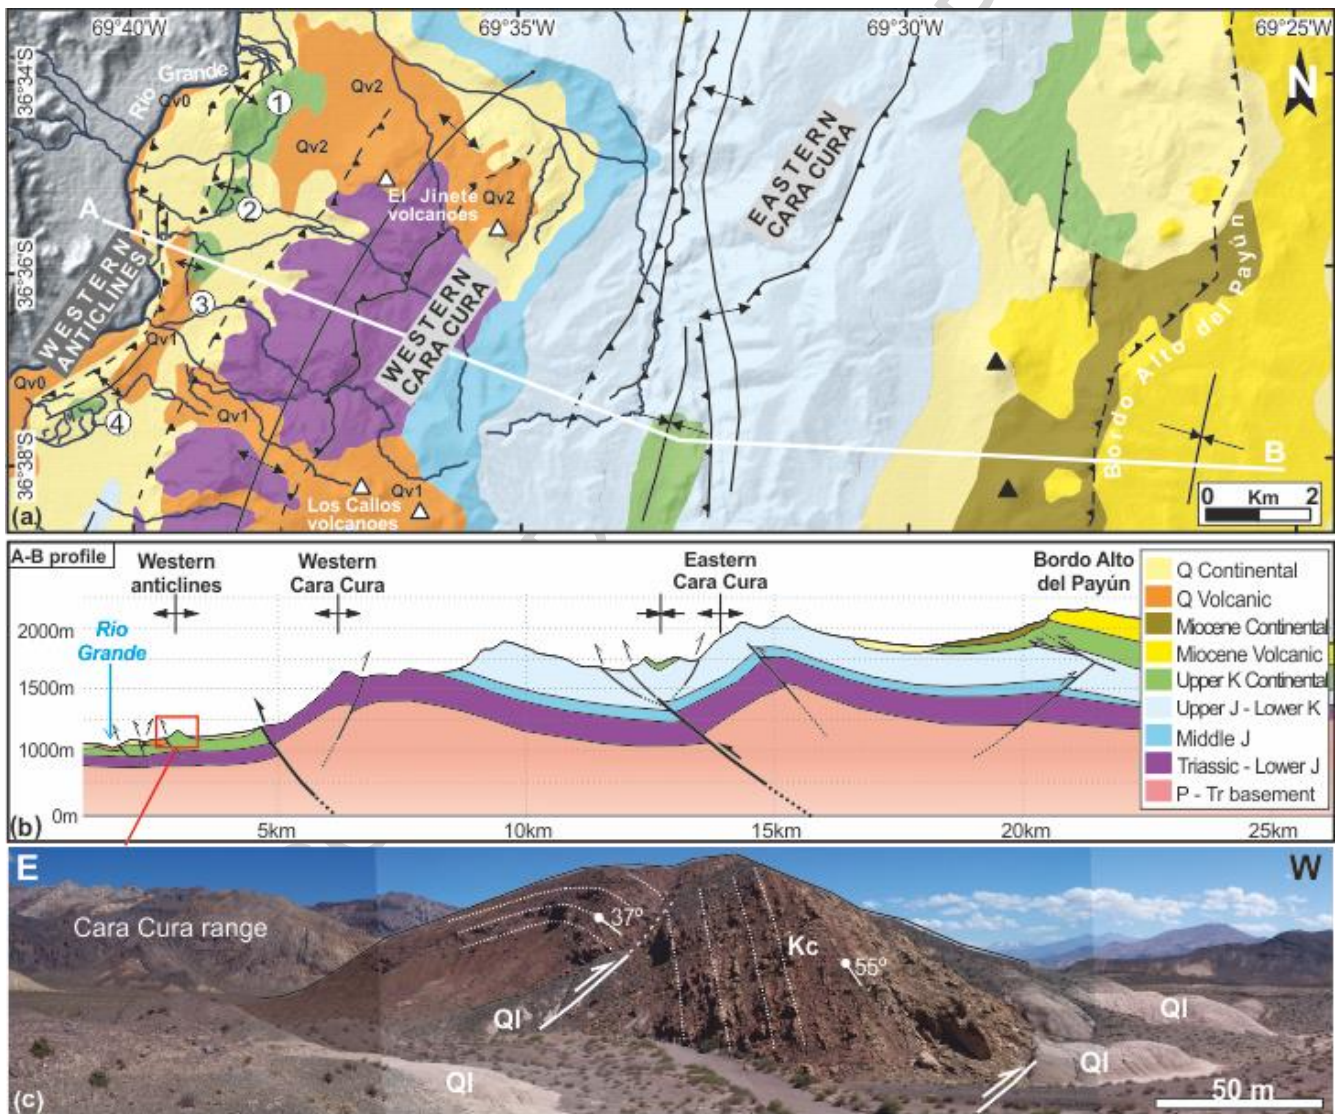 69°40'W
69°35'W
69°30'W
69°25'W
36°34'S
36°36'S
36°38'S
N
Rio Grande
Qv0
1
Qv2
Qv2
2
El Jinete
volcanoes
Qv2
A
WESTERN
ANTICLINES
3
Qv1
WESTERN
CARA CURA
EASTERN
CARA CURA
Bordo Alto del Payún
Qv0
4
Qv1
Qv1
Los Callos
volcanoes
B
0 Km 2
(a)
A-B profile
Western
anticlines
Western
Cara Cura
Eastern
Cara Cura
Bordo Alto
del Payún
Rio
Grande
2000m
1500m
1000m
0m
5km
10km
15km
20km
25km
Q Continental
Q Volcanic
Miocene Continental
Miocene Volcanic
Upper K Continental
Upper J - Lower K
Middle J
Triassic - Lower J
P - Tr basement
(b)
E
W
Cara Cura range
37º
Kc
55º
Ql
Ql
Ql
Ql
50 m
(c)